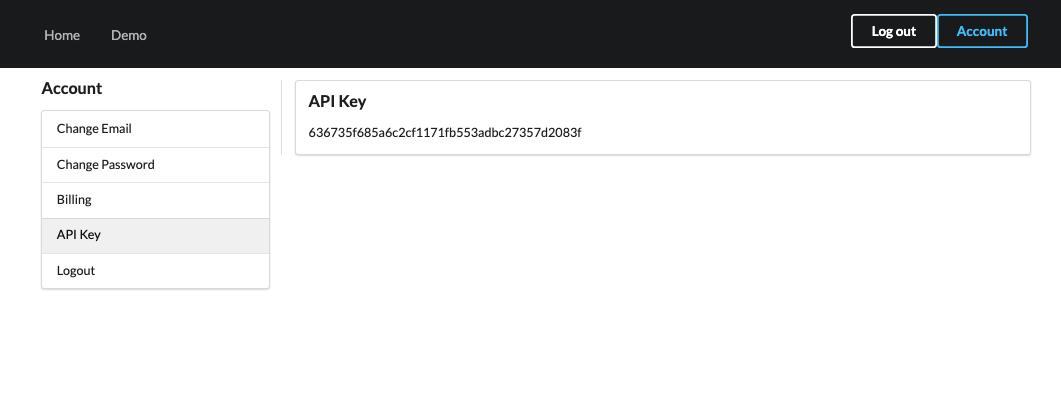 Home Demo Log out Account
Account
Change Email
Change Password
Billing
API Key
Logout
API Key
636735f685a6c2cf1171fb553adbc27357d2083f